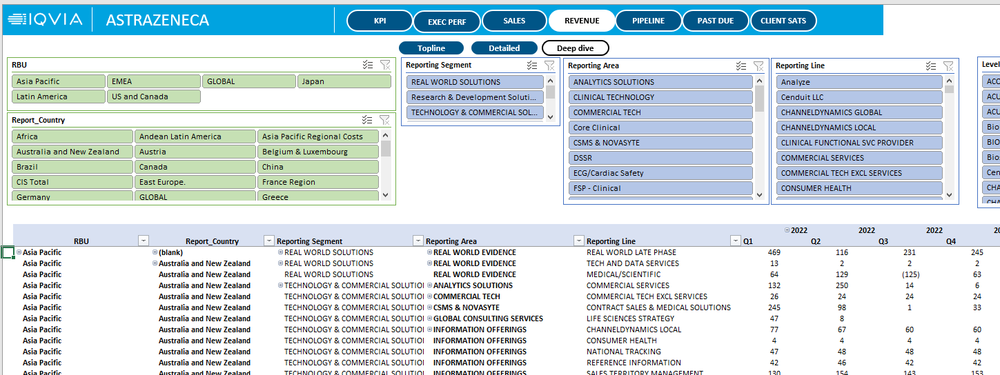 IQVIA ASTRAZENECA KPI EXEC PERF SALES REVENUE PIPELINE PAST DUE CLIENT SATS
Topline Detailed Deep dive
RBU
Asia Pacific EMEA GLOBAL Japan
Latin America US and Canada
Report_Country
Africa Andean Latin America Asia Pacific Regional Costs
Australia and New Zealand Austria Belgium & Luxembourg
Brazil Canada China
CIS Total East Europe. France Region
Germany GLOBAL Greece
Reporting Segment
REAL WORLD SOLUTIONS
Research & Development Soluti...
TECHNOLOGY & COMMERCIAL SOL...
Reporting Area
ANALYTICS SOLUTIONS
CLINICAL TECHNOLOGY
COMMERCIAL TECH
Core Clinical
CSMS & NOVASYTE
DSSR
ECG/Cardiac Safety
FSP - Clinical
Reporting Line
Analyze
Cenduit LLC
CHANNELDYNAMICS GLOBAL
CHANNELDYNAMICS LOCAL
CLINICAL FUNCTIONAL SVC PROVIDER
COMMERCIAL SERVICES
COMMERCIAL TECH EXCL SERVICES
CONSUMER HEALTH
Level
ACC
ACU
ACU
Bio
BIO
Bio
Cen
CHA
CHA
2022 2022 2022 20
RBU Report_Country Reporting Segment Reporting Area Reporting Line Q1 Q2 Q3 Q4
Asia Pacific (blank) REAL WORLD SOLUTIONS REAL WORLD EVIDENCE REAL WORLD LATE PHASE 469 116 231 245
Asia Pacific Australia and New Zealand REAL WORLD SOLUTIONS REAL WORLD EVIDENCE TECH AND DATA SERVICES 13 2 2 2
Asia Pacific Australia and New Zealand REAL WORLD SOLUTIONS REAL WORLD EVIDENCE MEDICAL/SCIENTIFIC 64 129 (125) 63
Asia Pacific Australia and New Zealand TECHNOLOGY & COMMERCIAL SOLUTIO ANALYTICS SOLUTIONS COMMERCIAL SERVICES 132 250 14 6
Asia Pacific Australia and New Zealand TECHNOLOGY & COMMERCIAL SOLUTIO COMMERCIAL TECH COMMERCIAL TECH EXCL SERVICES 26 24 24 24
Asia Pacific Australia and New Zealand TECHNOLOGY & COMMERCIAL SOLUTIO CSMS & NOVASYTE CONTRACT SALES & MEDICAL SOLUTIONS 245 98 1 33
Asia Pacific Australia and New Zealand TECHNOLOGY & COMMERCIAL SOLUTIO GLOBAL CONSULTING SERVICES LIFE SCIENCES STRATEGY 47 8
Asia Pacific Australia and New Zealand TECHNOLOGY & COMMERCIAL SOLUTIO INFORMATION OFFERINGS CHANNELDYNAMICS LOCAL 77 67 60 60
Asia Pacific Australia and New Zealand TECHNOLOGY & COMMERCIAL SOLUTIO INFORMATION OFFERINGS CONSUMER HEALTH 4 4 4 4
Asia Pacific Australia and New Zealand TECHNOLOGY & COMMERCIAL SOLUTIO INFORMATION OFFERINGS NATIONAL TRACKING 47 48 48 48
Asia Pacific Australia and New Zealand TECHNOLOGY & COMMERCIAL SOLUTIO INFORMATION OFFERINGS REFERENCE INFORMATION 42 46 42 42
Asia Pacific Australia and New Zealand TECHNOLOGY & COMMERCIAL SOLUTIO INFORMATION OFFERINGS SALES TERRITORY MANAGEMENT 130 154 143 153